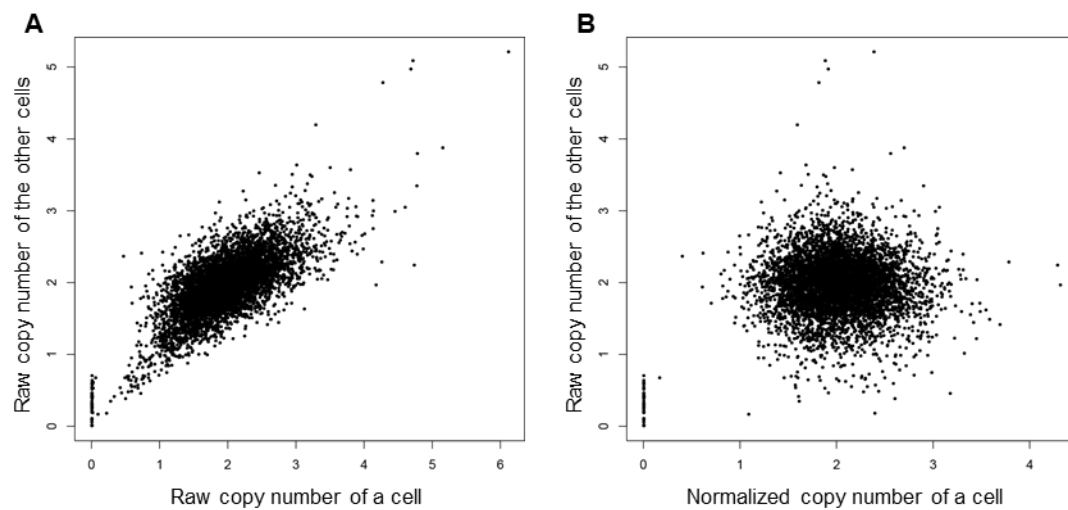 A
B
Raw copy number of the other cells
5
4
3
2
1
0
0 1 2 3 4 5 6
Raw copy number of a cell
Raw copy number of the other cells
5
4
3
2
1
0
0 1 2 3 4
Normalized copy number of a cell